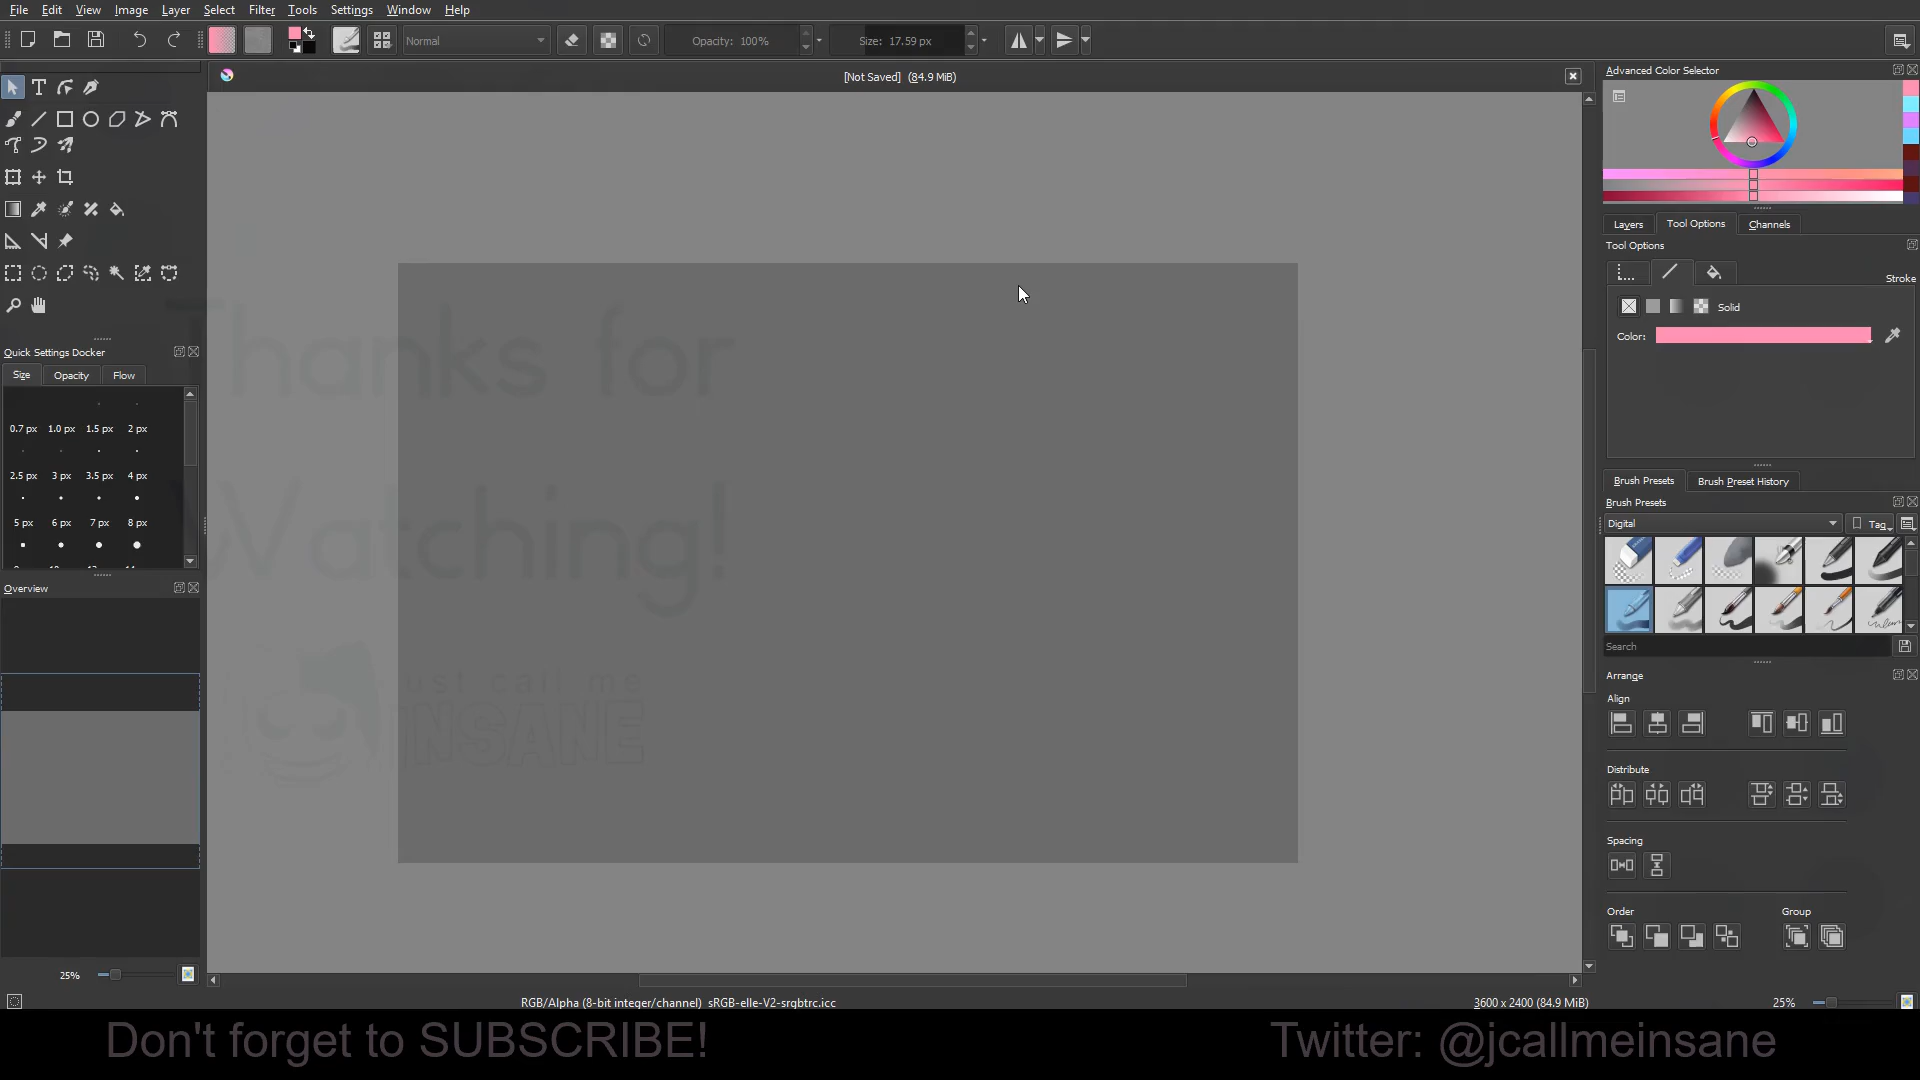 File Edit View Image Layer Select Filter Tools Settings Window Help
Normal
Opacity: 100%
Size: 17.59 px
[Not Saved] (84.9 MiB)
Advanced Color Selector
Layers Tool Options Channels
Tool Options
Stroke
Solid
Color:
Thanks for
Watching!
just call me
INSANE
Quick Settings Docker
Size Opacity Flow
0.7 px 1.0 px 1.5 px 2 px
2.5 px 3 px 3.5 px 4 px
5 px 6 px 7 px 8 px
Overview
25%
Brush Presets Brush Preset History
Brush Presets
Digital
Tag
Search
Arrange
Align
Distribute
Spacing
Order Group
RGB/Alpha (8-bit integer/channel) sRGB-elle-V2-srgbtrc.icc
3600 x 2400 (84.9 MiB)
25%
Don't forget to SUBSCRIBE!
Twitter: @jcallmeinsane